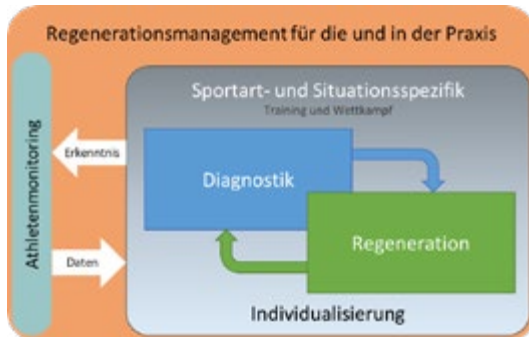 Regenerationsmanagement für die und in der Praxis
Athletenmonitoring
Sportart- und Situationsspezifik
Training und Wettkampf
Erkenntnis
Diagnostik
Regeneration
Daten
Individualisierung